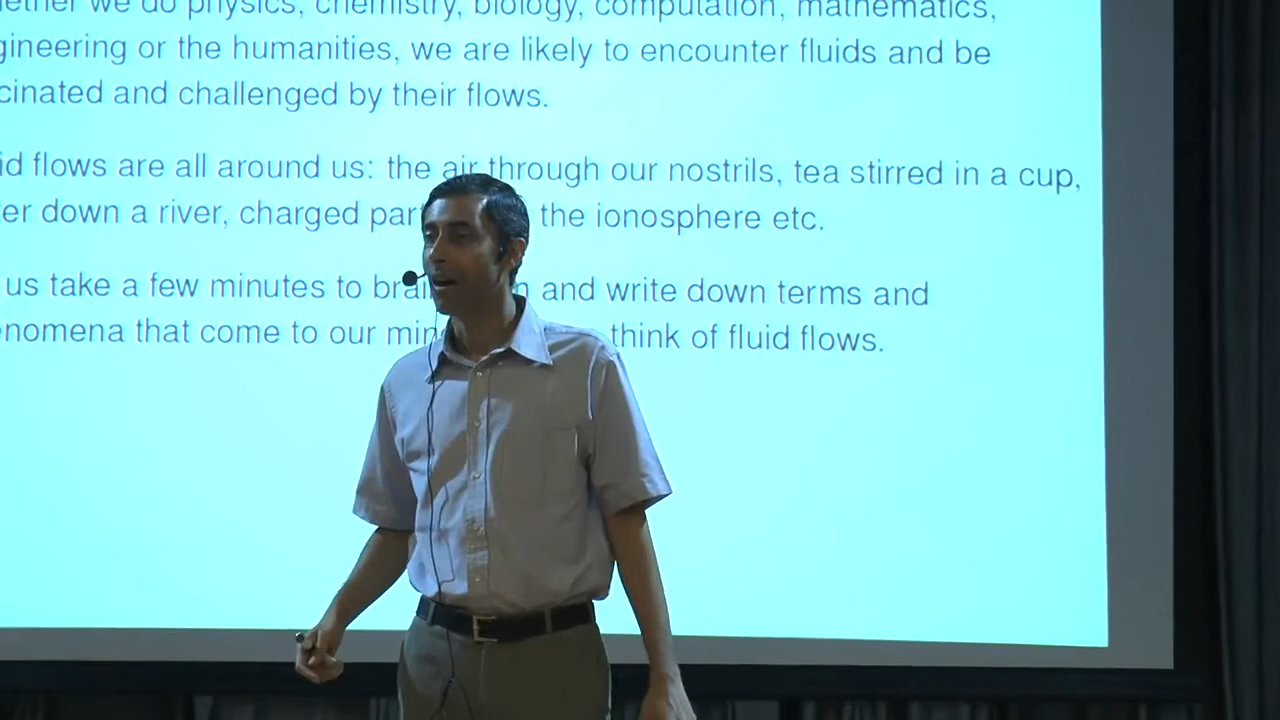 we do physics, chemistry, biology, computation, mathematics,
gineering or the humanities, we are likely to encounter fluids and be
cinated and challenged by their flows.
id flows are all around us: the air through our nostrils, tea stirred in a cup,
er down a river, charged par the ionosphere etc.
us take a few minutes to brai n and write down terms and
nomena that come to our min think of fluid flows.